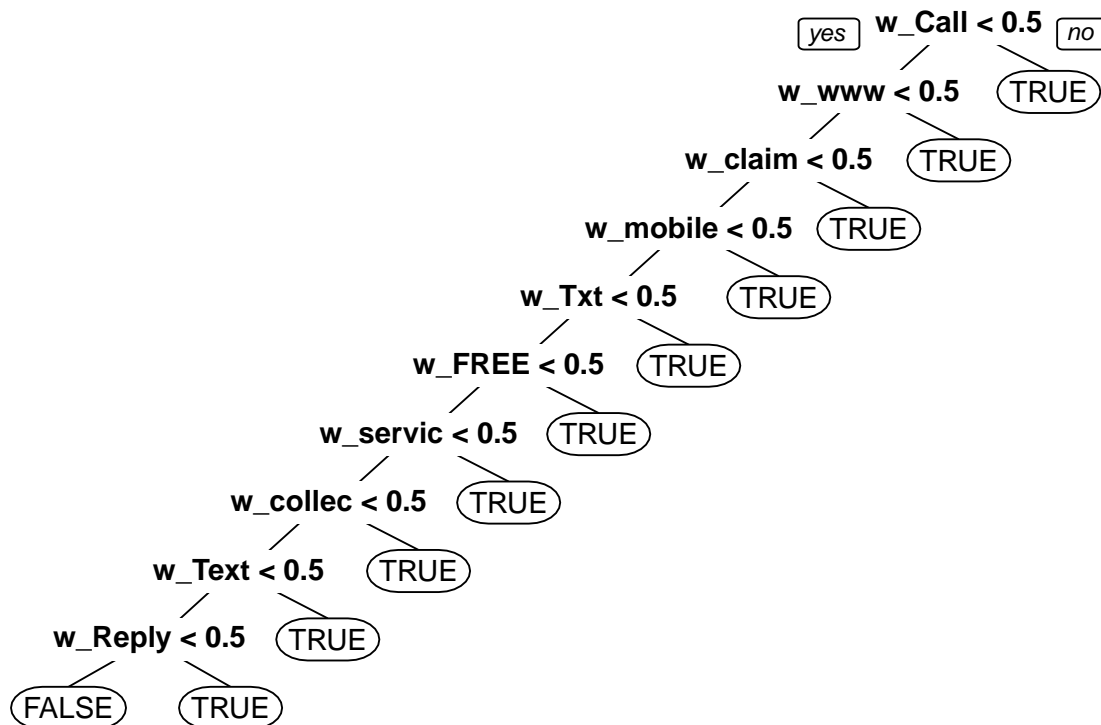 yes w_Call < 0.5 no
w_www < 0.5 TRUE
w_claim < 0.5 TRUE
w_mobile < 0.5 TRUE
w_Txt < 0.5 TRUE
w_FREE < 0.5 TRUE
w_servic < 0.5 TRUE
w_collec < 0.5 TRUE
w_Text < 0.5 TRUE
w_Reply < 0.5 TRUE
FALSE TRUE